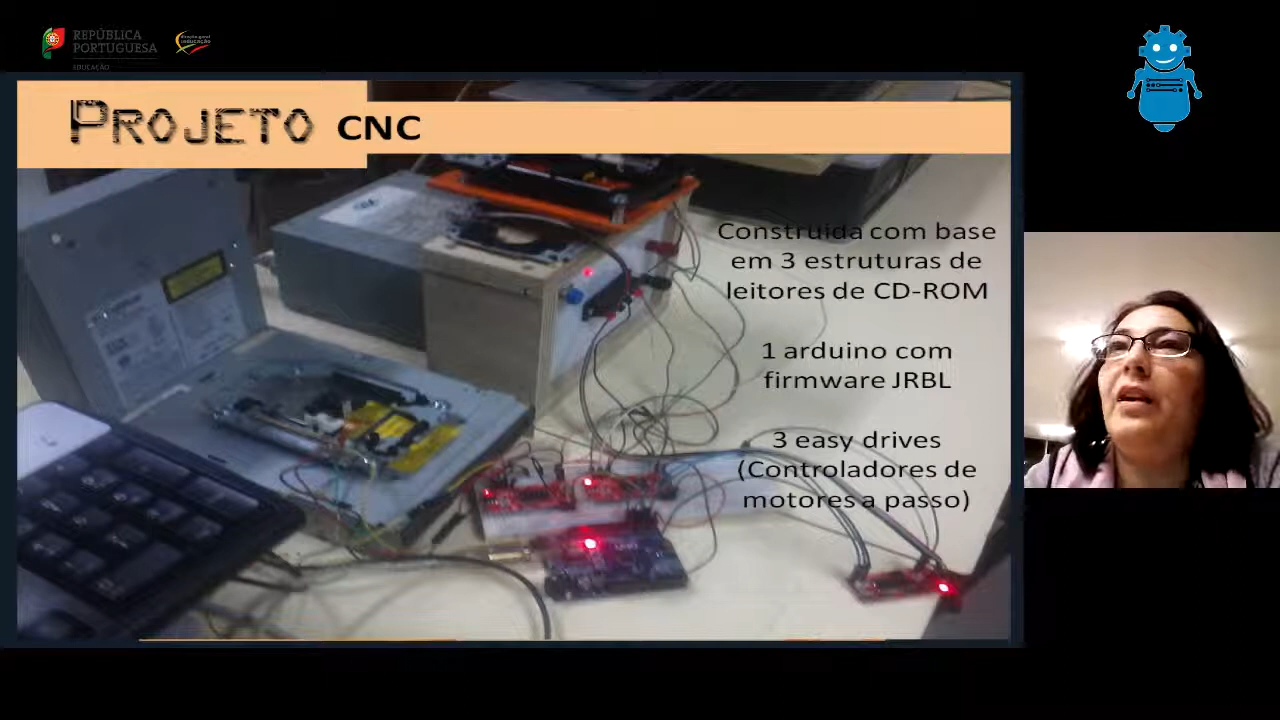 REPÚBLICA
PORTUGUESA
EDUCAÇÃO
PROJETO CNC
Construída com base
em 3 estruturas de
leitores de CD-ROM
1 arduino com
firmware JRBL
3 easy drives
(Controladores de
motores a passo)